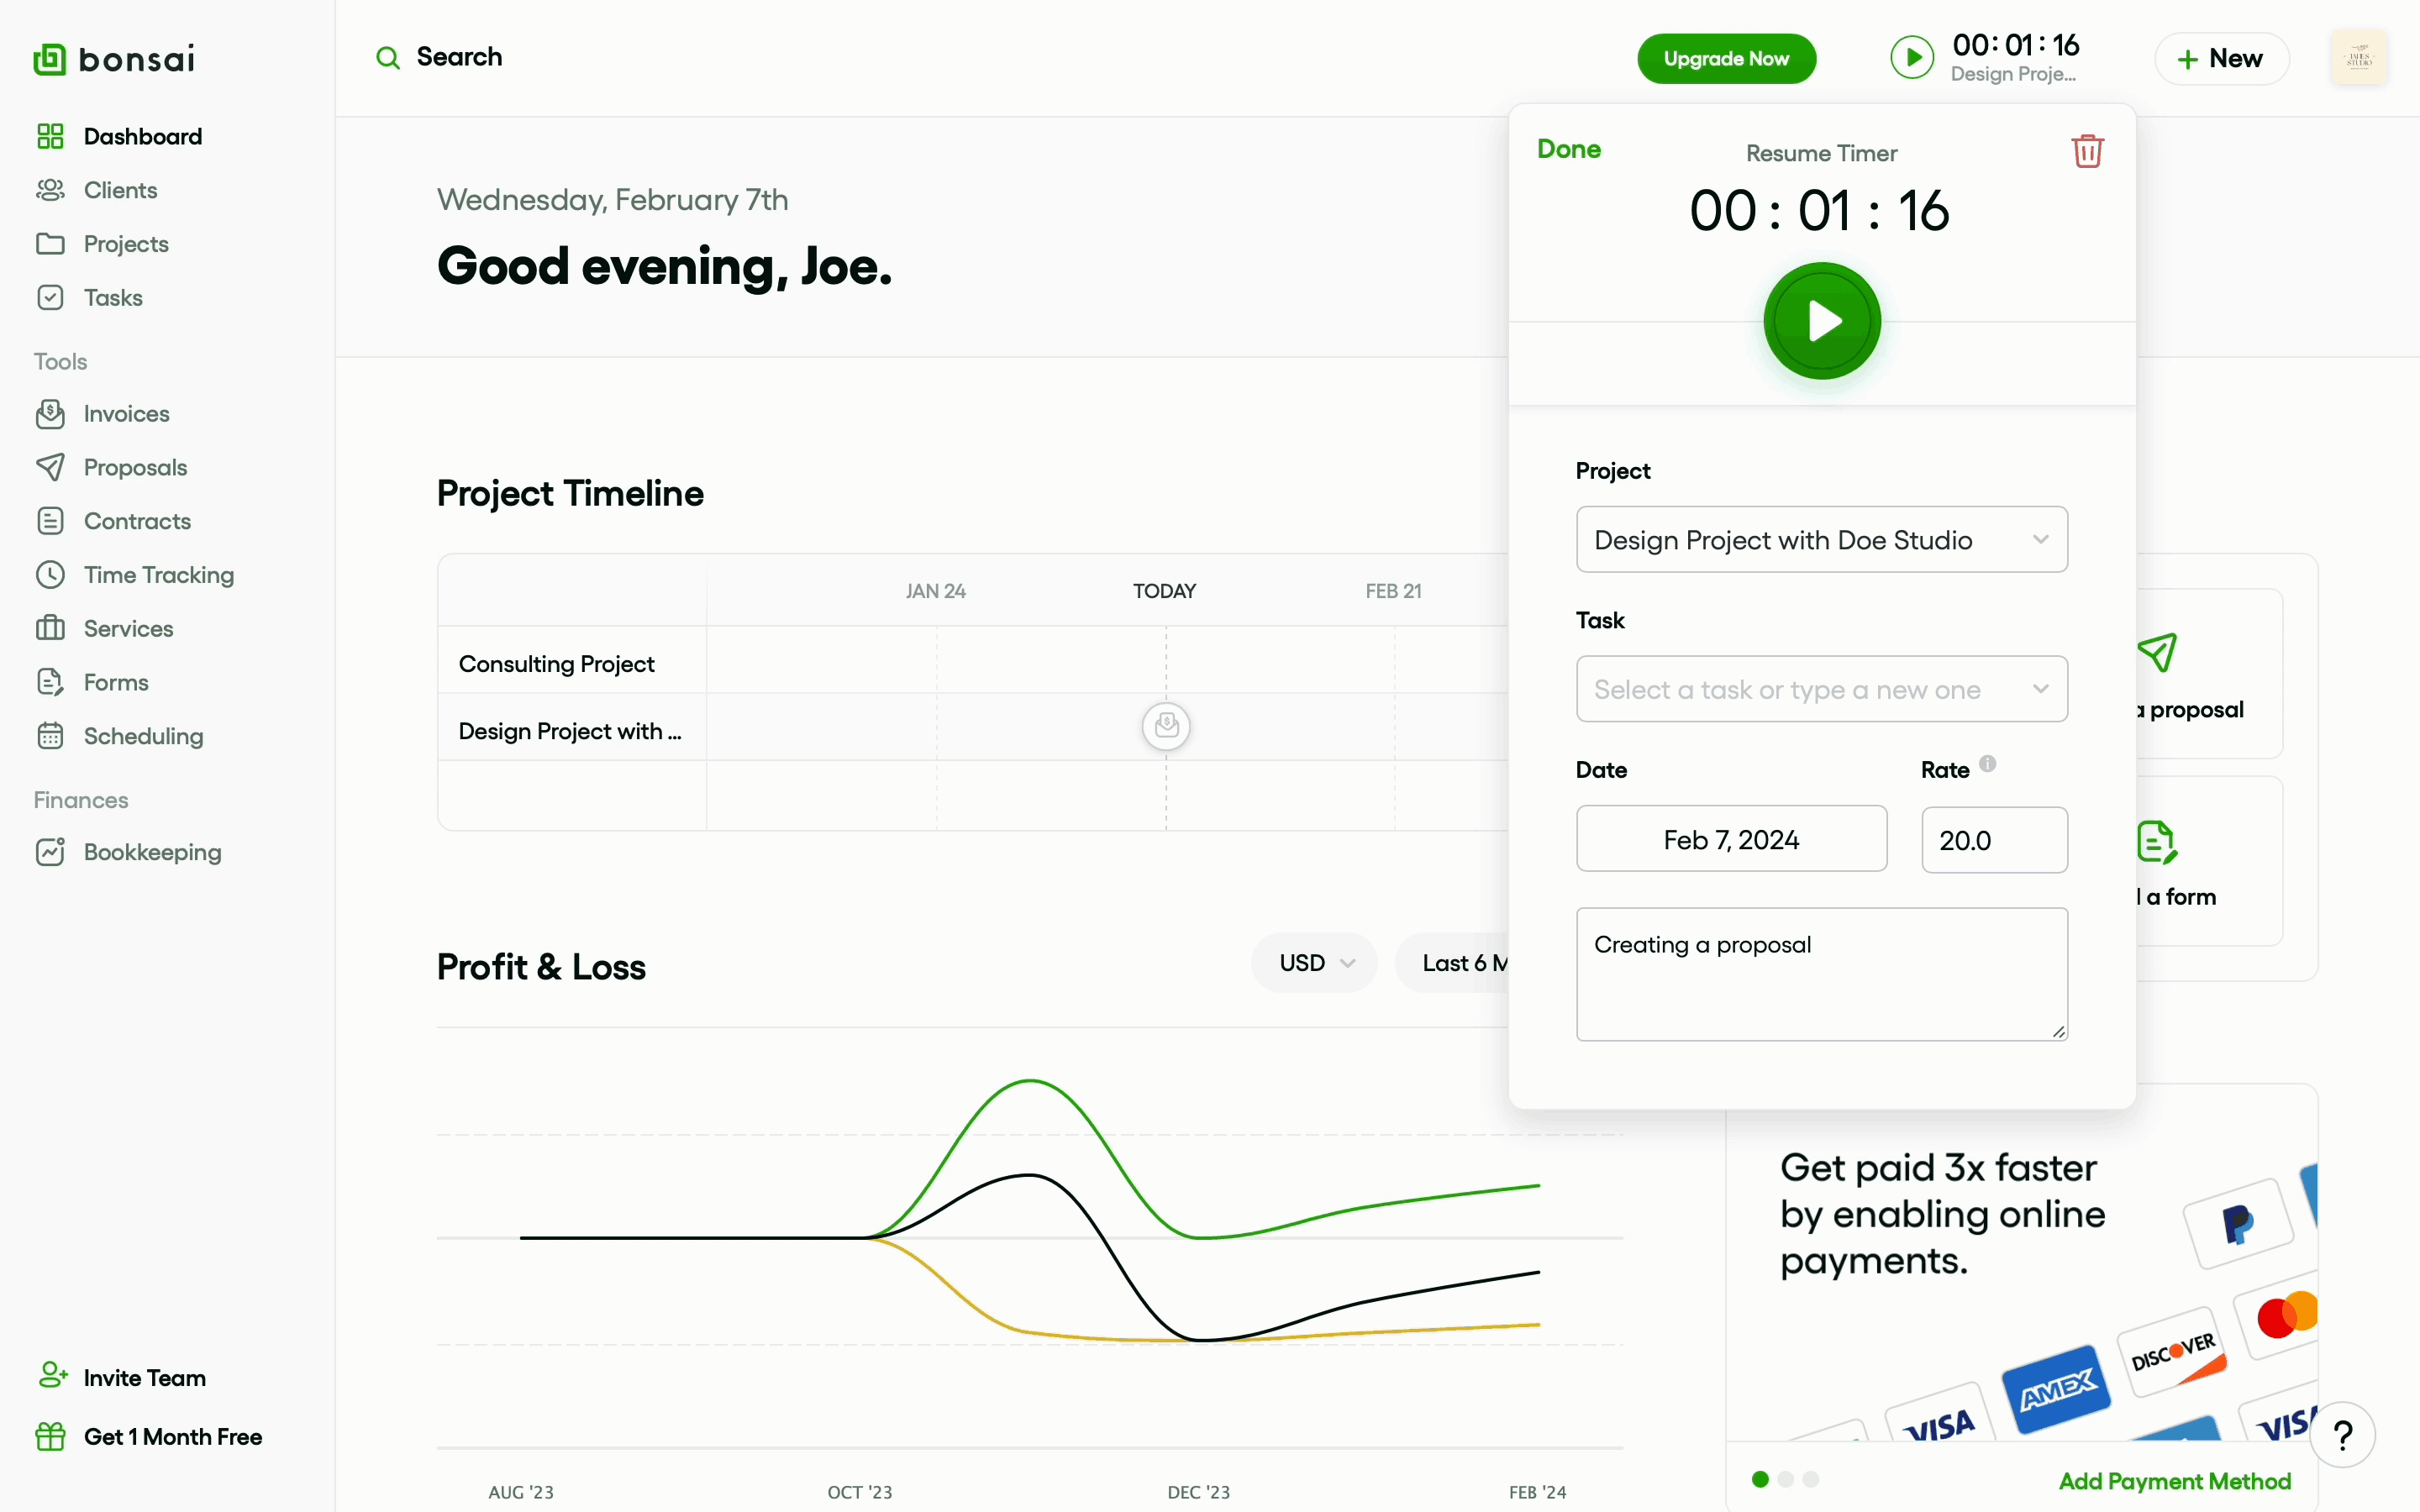 bonsai
Dashboard
Clients
Projects
Tasks
Tools
Invoices
Proposals
Contracts
Time Tracking
Services
Forms
Scheduling
Finances
Bookkeeping
Invite Team
Get 1 Month Free
Search
Upgrade Now
00:01:16
Design Proje...
+ New
JAMES
STUDIO
Wednesday, February 7th
Good evening, Joe.
Project Timeline
JAN 24
TODAY
FEB 21
Consulting Project
Design Project with ...
Profit & Loss
USD
Last 6 M
AUG '23
OCT '23
DEC '23
FEB '24
Done
Resume Timer
00 : 01 : 16
Project
Design Project with Doe Studio
Task
Select a task or type a new one
Date
Rate
Feb 7, 2024
20.0
Creating a proposal
a proposal
a form
Get paid 3x faster
by enabling online
payments.
DISCOVER
AMEX
VISA
VISA
?
Add Payment Method